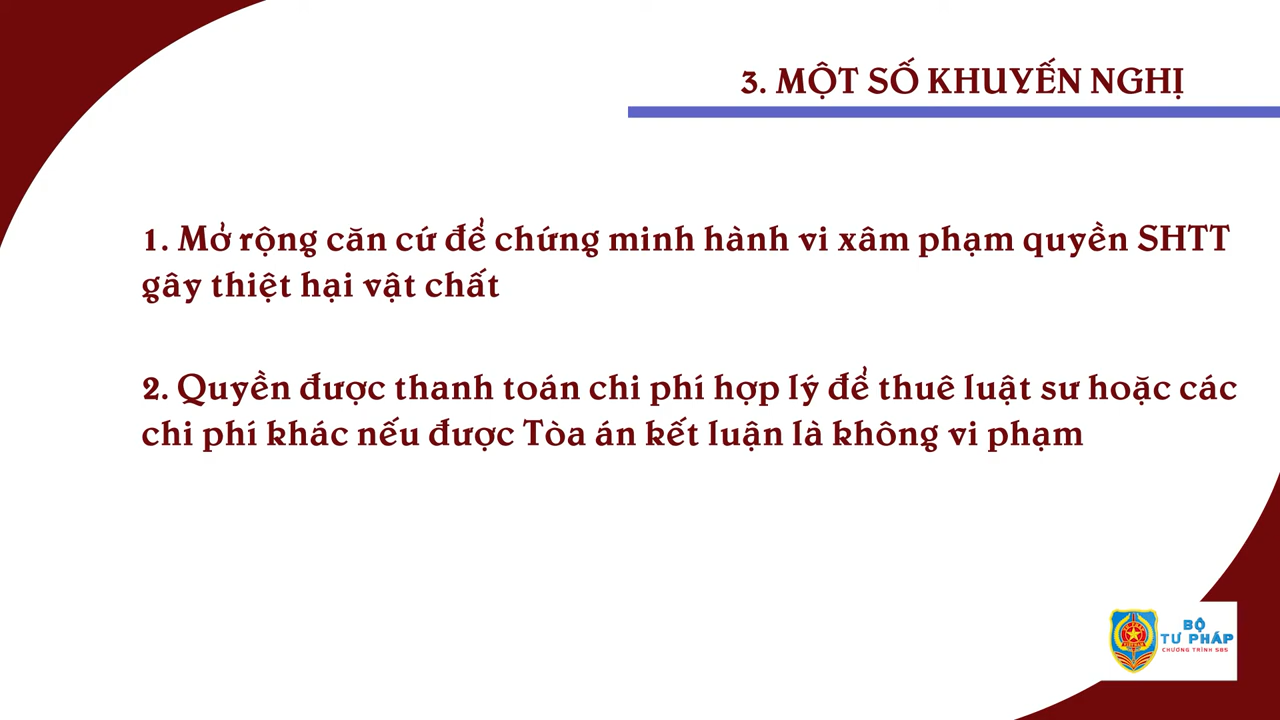 3. MỘT SỐ KHUYẾN NGHỊ
1. Mở rộng căn cứ để chứng minh hành vi xâm phạm quyền SHTT
gây thiệt hại vật chất
2. Quyền được thanh toán chi phí hợp lý để thuê luật sư hoặc các
chi phí khác nếu được Tòa án kết luận là không vi phạm
BỘ
TƯ PHÁP
CHƯƠNG TRÌNH 585